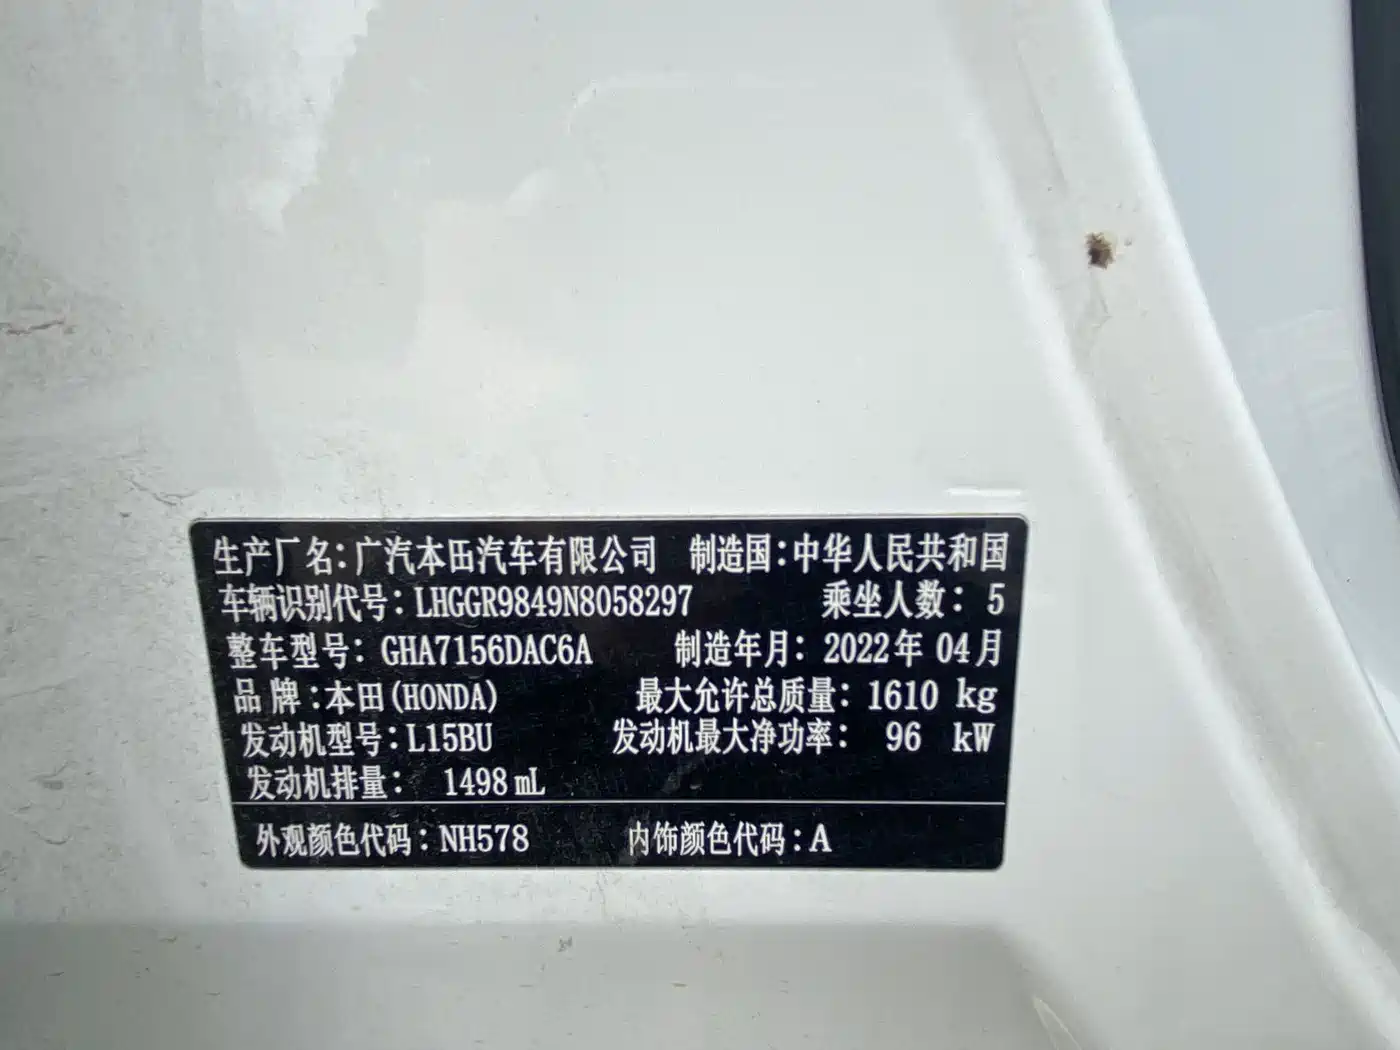 生产厂名:广汽本田汽车有限公司 制造国:中华人民共和国
车辆识别代号:LHGGR9849N8058297 乘坐人数:5
整车型号:GHA7156DAC6A 制造年月:2022年04月
品牌:本田(HONDA) 最大允许总质量:1610 kg
发动机型号:L15BU 发动机最大净功率: 96 kW
发动机排量: 1498 mL
外观颜色代码:NH578 内饰颜色代码:A